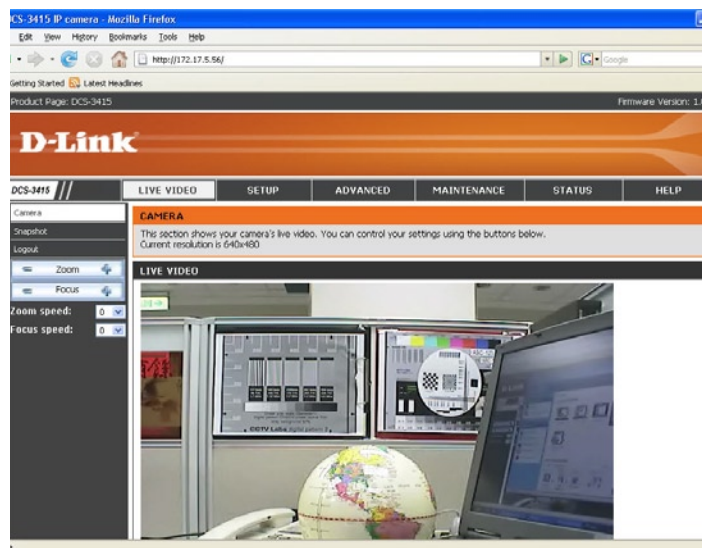 CS-3415 IP camera - Mozilla Firefox
Edit View History Bookmarks Tools Help
http://172.17.5.56/
Google
Getting Started Latest Headlines
Product Page: DCS-3415 Firmware Version: 1.
D-Link
DCS-3415 LIVE VIDEO SETUP ADVANCED MAINTENANCE STATUS HELP
Camera
Snapshot
Logout
Zoom
Focus
Zoom speed: 0
Focus speed: 0
CAMERA
This section shows your camera's live video. You can control your settings using the buttons below.
Current resolution is 640x480
LIVE VIDEO
CCTV Labs